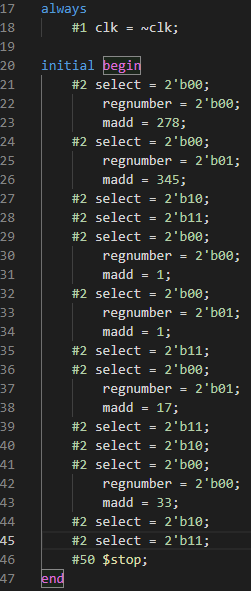 17 always
18 #1 clk = ~clk;
19
20 initial begin
21 #2 select = 2'b00;
22 regnumber = 2'b00;
23 madd = 278;
24 #2 select = 2'b00;
25 regnumber = 2'b01;
26 madd = 345;
27 #2 select = 2'b10;
28 #2 select = 2'b11;
29 #2 select = 2'b00;
30 regnumber = 2'b00;
31 madd = 1;
32 #2 select = 2'b00;
33 regnumber = 2'b01;
34 madd = 1;
35 #2 select = 2'b11;
36 #2 select = 2'b00;
37 regnumber = 2'b01;
38 madd = 17;
39 #2 select = 2'b11;
40 #2 select = 2'b10;
41 #2 select = 2'b00;
42 regnumber = 2'b00;
43 madd = 33;
44 #2 select = 2'b10;
45 #2 select = 2'b11;
46 #50 $stop;
47 end